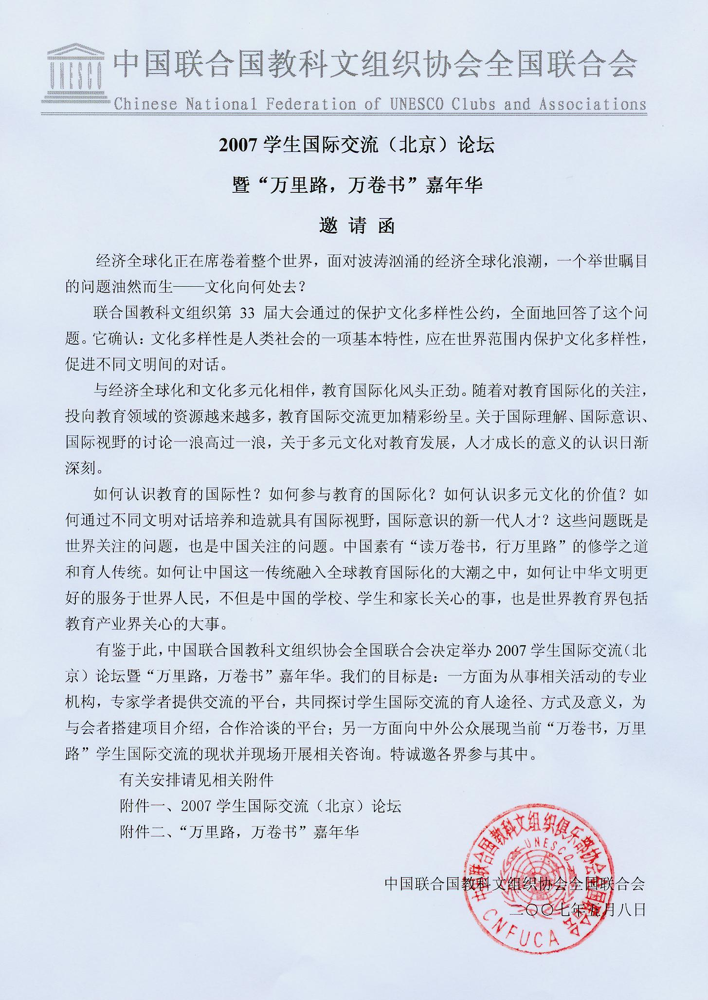 UNESCO
中国联合国教科文组织协会全国联合会
Chinese National Federation of UNESCO Clubs and Associations
2007 学生国际交流（北京）论坛
暨“万里路，万卷书”嘉年华
邀 请 函
经济全球化正在席卷着整个世界，面对波涛汹涌的经济全球化浪潮，一个举世瞩目
的问题油然而生——文化向何处去？
联合国教科文组织第 33 届大会通过的保护文化多样性公约，全面地回答了这个问
题。它确认：文化多样性是人类社会的一项基本特性，应在世界范围内保护文化多样性，
促进不同文明间的对话。
与经济全球化和文化多元化相伴，教育国际化风头正劲。随着对教育国际化的关注，
投向教育领域的资源越来越多，教育国际交流更加精彩纷呈。关于国际理解、国际意识、
国际视野的讨论一浪高过一浪，关于多元文化对教育发展，人才成长的意义的认识日渐
深刻。
如何认识教育的国际性？如何参与教育的国际化？如何认识多元文化的价值？如
何通过不同文明对话培养和造就具有国际视野，国际意识的新一代人才？这些问题既是
世界关注的问题，也是中国关注的问题。中国素有“读万卷书，行万里路”的修学之道
和育人传统。如何让中国这一传统融入全球教育国际化的大潮之中，如何让中华文明更
好的服务于世界人民，不但是中国的学校、学生和家长关心的事，也是世界教育界包括
教育产业界关心的大事。
有鉴于此，中国联合国教科文组织协会全国联合会决定举办 2007 学生国际交流（北
京）论坛暨“万里路，万卷书”嘉年华。我们的目标是：一方面为从事相关活动的专业
机构，专家学者提供交流的平台，共同探讨学生国际交流的育人途径、方式及意义，为
与会者搭建项目介绍，合作洽谈的平台；另一方面向中外公众展现当前“万卷书，万里
路”学生国际交流的现状并现场开展相关咨询。特诚邀各界参与其中。
有关安排请见相关附件
附件一、2007 学生国际交流（北京）论坛
附件二、“万里路，万卷书”嘉年华
中国联合国教科文组织协会全国联合会
二〇〇七年五月八日
中国联合国教科文组织俱乐部协会全国联合会
UNESCO
CNFUCA